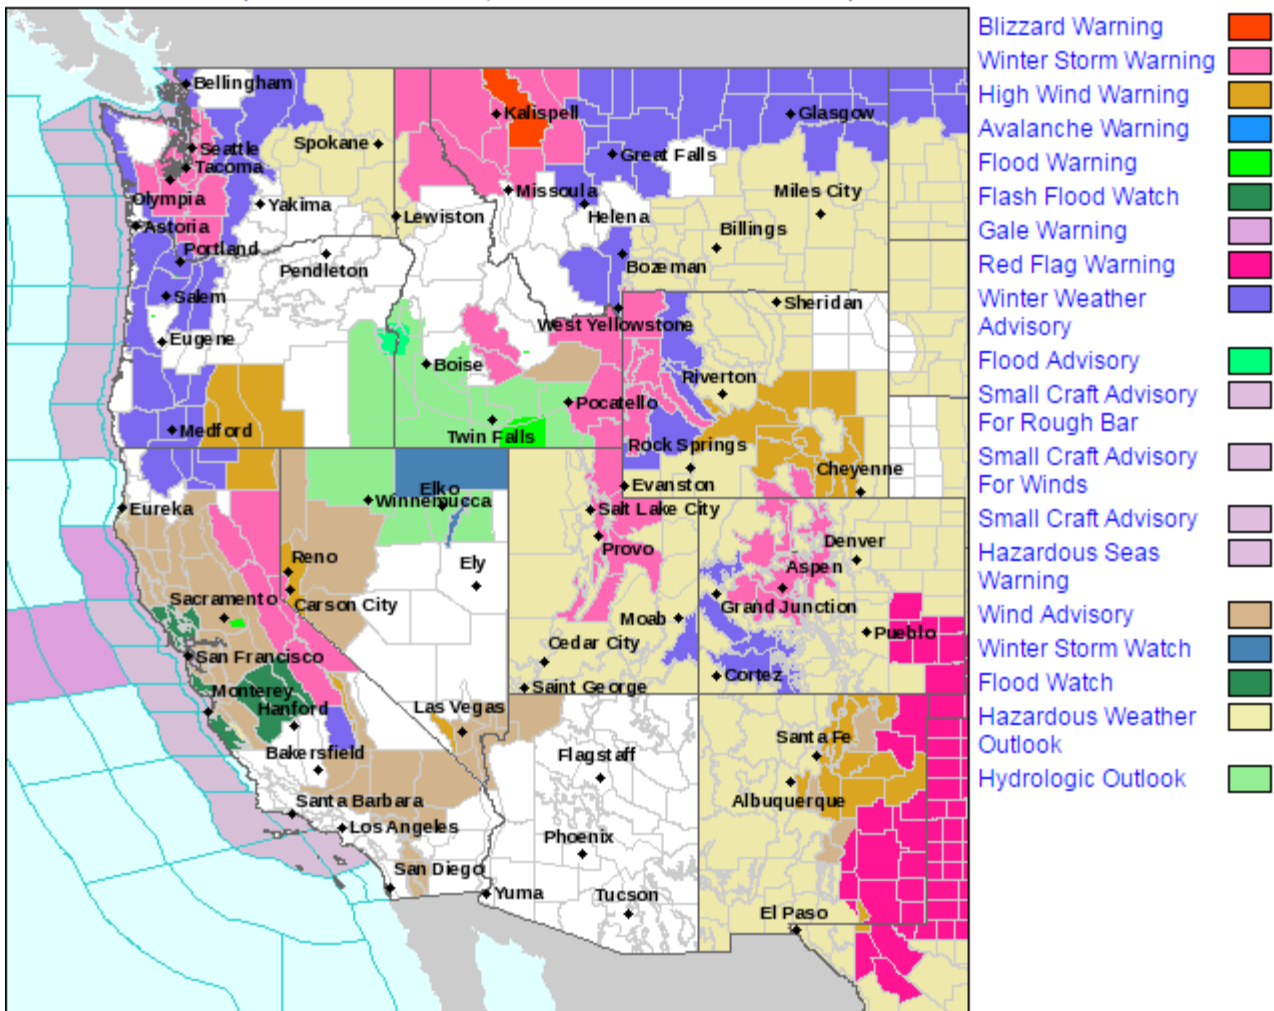 Bellingham
Kalispell
Glasgow
Spokane
Seattle
Great Falls
Tacoma
Olympia
Yakima
Missoula
Miles City
Lewiston
Helena
Astoria
Billings
Portland
Pendleton
Bozeman
Salem
Sheridan
West Yellowstone
Eugene
Boise
Riverton
Pocatello
Medford
Twin Falls
Rock Springs
Cheyenne
Elko
Evanston
Winnemucca
Eureka
Salt Lake City
Reno
Provo
Denver
Ely
Aspen
Sacramento
Carson City
Grand Junction
Moab
Pueblo
Cedar City
San Francisco
Cortez
Saint George
Monterey
Hanford
Las Vegas
Santa Fe
Bakersfield
Flagstaff
Albuquerque
Santa Barbara
Los Angeles
Phoenix
San Diego
Yuma
Tucson
El Paso
Blizzard Warning
Winter Storm Warning
High Wind Warning
Avalanche Warning
Flood Warning
Flash Flood Watch
Gale Warning
Red Flag Warning
Winter Weather
Advisory
Flood Advisory
Small Craft Advisory
For Rough Bar
Small Craft Advisory
For Winds
Small Craft Advisory
Hazardous Seas
Warning
Wind Advisory
Winter Storm Watch
Flood Watch
Hazardous Weather
Outlook
Hydrologic Outlook